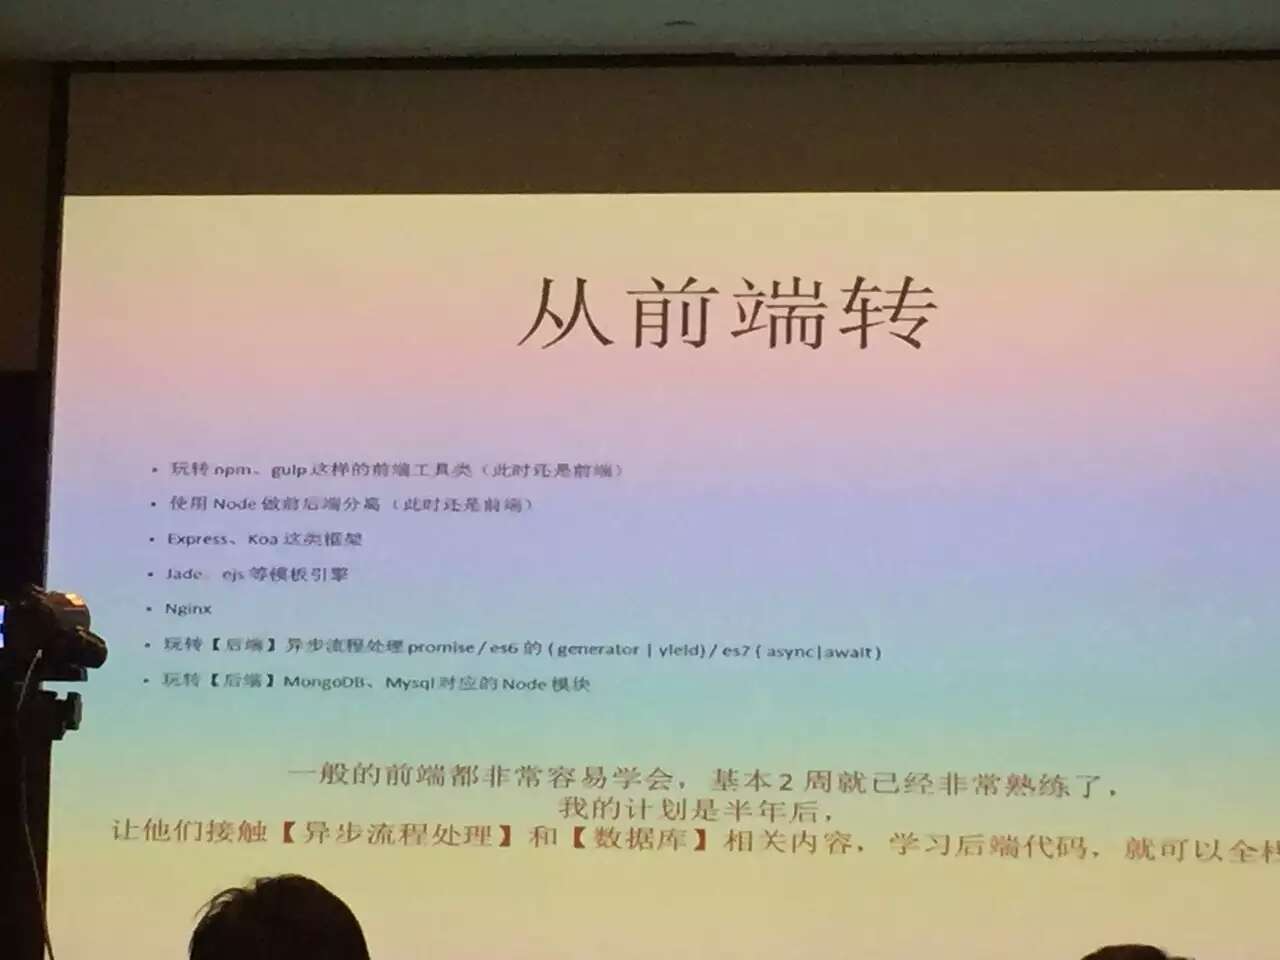 从前端转
• 玩转 npm、gulp 这样的前端工具类（此时还是前端）
• 使用 Node 做前后端分离（此时还是前端）
• Express、Koa 这类框架
• Jade、ejs 等模板引擎
• Nginx
• 玩转【后端】异步流程处理 promise / es6 的 ( generator | yield) / es7 ( async|await )
• 玩转【后端】MongoDB、Mysql 对应的 Node 模块
一般的前端都非常容易学会，基本 2 周就已经非常熟练了，
我的计划是半年后，
让他们接触【异步流程处理】和【数据库】相关内容，学习后端代码，就可以全